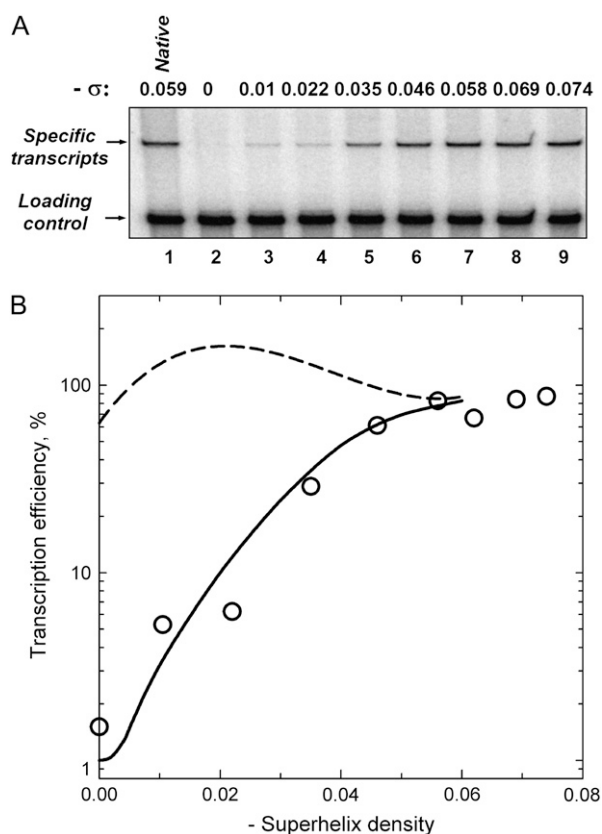 A
Native
- σ: 0.059 0 0.01 0.022 0.035 0.046 0.058 0.069 0.074
Specific
transcripts
Loading
control
1 2 3 4 5 6 7 8 9
B
Transcription efficiency, %
100
10
1
0.00 0.02 0.04 0.06 0.08
- Superhelix density